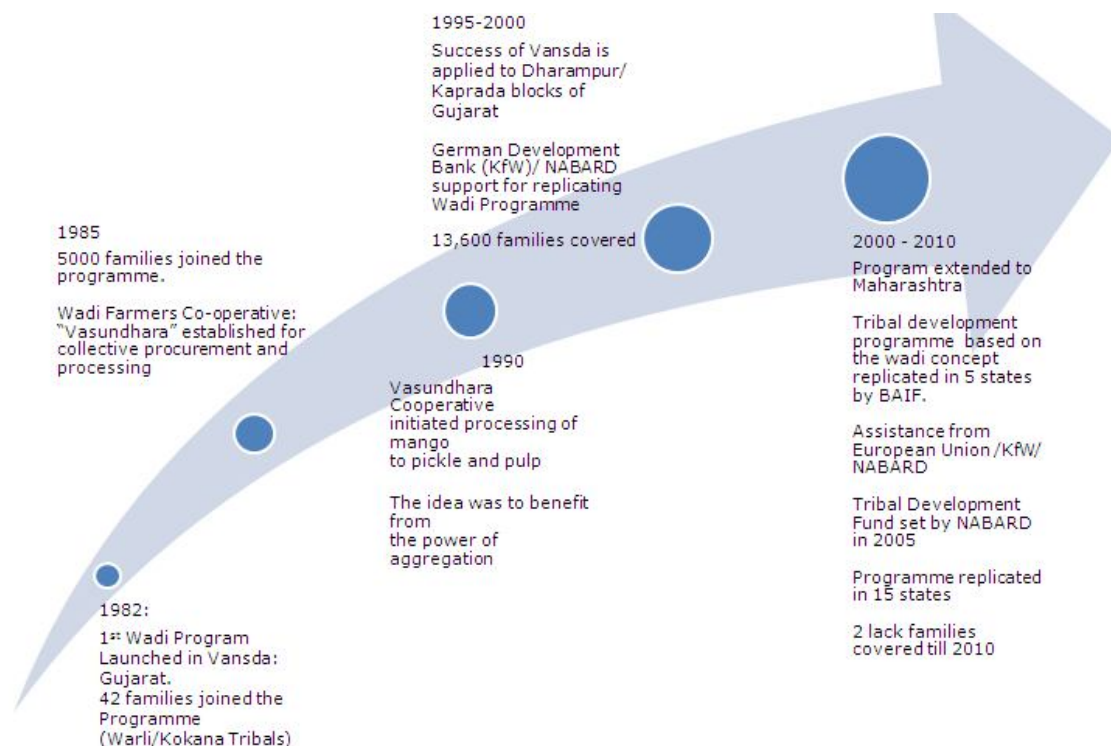 1982:
1st Wadi Program
Launched in Vansda:
Gujarat.
42 families joined the
Programme
(Warli/Kokana Tribals)
1985
5000 families joined the
programme.
Wadi Farmers Co-operative:
"Vasundhara" established for
collective procurement and
processing
1990
Vasundhara
Cooperative
initiated processing of
mango
to pickle and pulp
The idea was to benefit
from
the power of
aggregation
1995-2000
Success of Vansda is
applied to Dharampur/
Kaprada blocks of
Gujarat
German Development
Bank (KfW)/ NABARD
support for replicating
Wadi Programme
13,600 families covered
2000 - 2010
Program extended to
Maharashtra
Tribal development
programme based on
the wadi concept
replicated in 5 states
by BAIF.
Assistance from
European Union /KfW/
NABARD
Tribal Development
Fund set by NABARD
in 2005
Programme replicated
in 15 states
2 lack families
covered till 2010